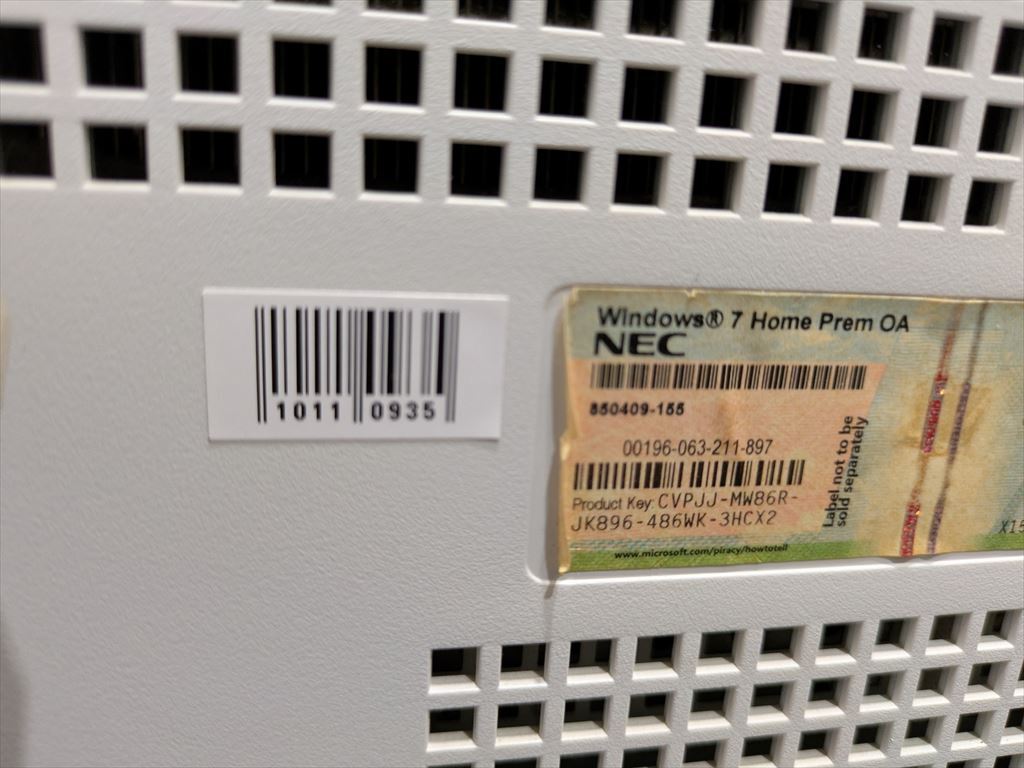 1011 0935
Windows® 7 Home Prem OA
NEC
850409-155
00196-063-211-897
Product Key: CVPJJ-MW86R-
JK896-486WK-3HCX2
www.microsoft.com/piracy/howtotell
Label not to be
sold separately
X15